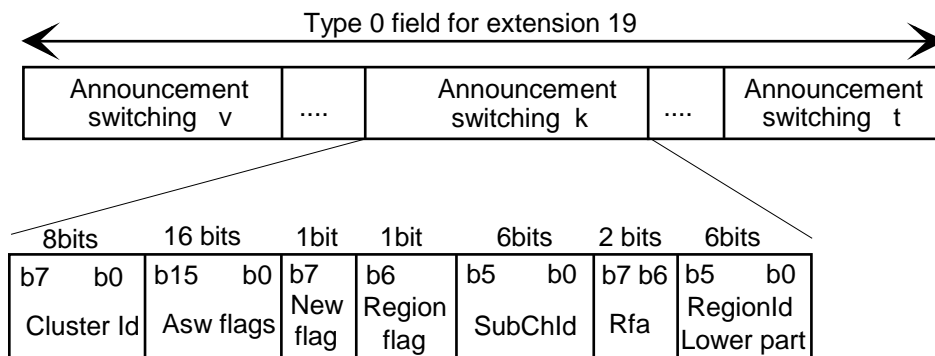 Type 0 field for extension 19
Announcement switching v
....
Announcement switching k
....
Announcement switching t
8bits 16 bits 1bit 1bit 6bits 2 bits 6bits
b7 b0 b15 b0 b7 b6 b5 b0 b7 b6 b5 b0
Cluster Id
Asw flags
New flag
Region flag
SubChId
Rfa
RegionId Lower part